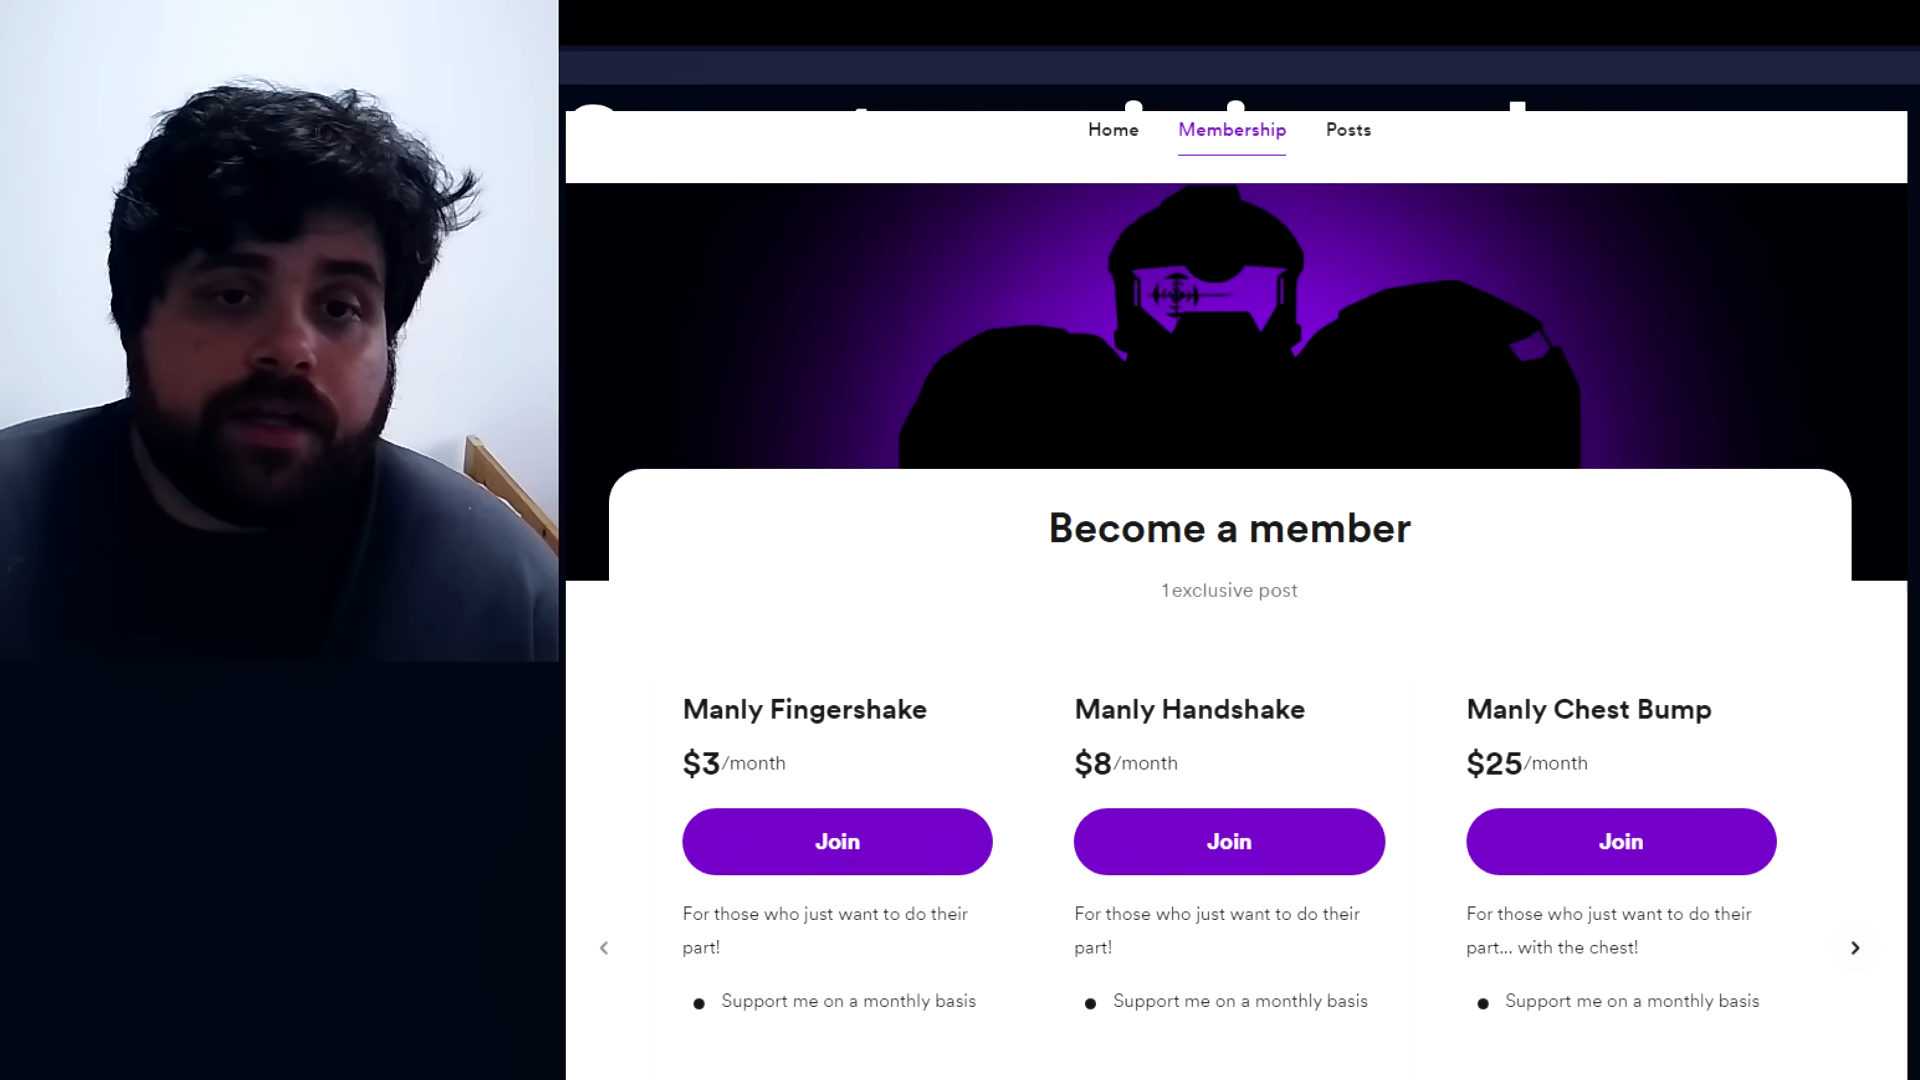 Home Membership Posts
Become a member
1 exclusive post
Manly Fingershake
$3/month
Join
For those who just want to do their
part!
Support me on a monthly basis
Manly Handshake
$8/month
Join
For those who just want to do their
part!
Support me on a monthly basis
Manly Chest Bump
$25/month
Join
For those who just want to do their
part... with the chest!
Support me on a monthly basis